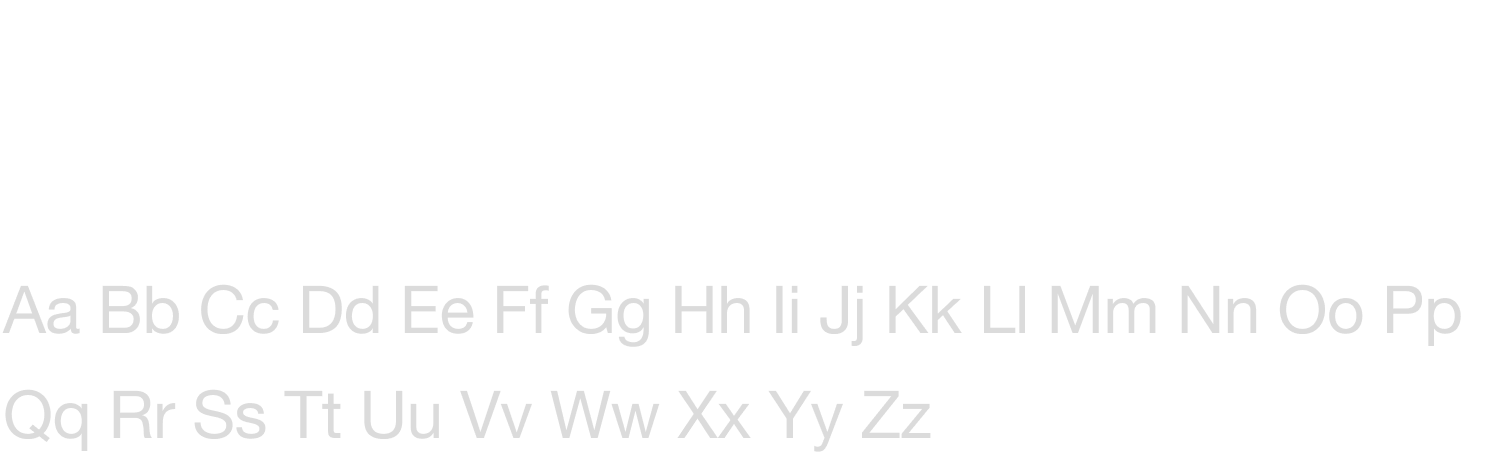 Aa Bb Cc Dd Ee Ff Gg Hh Ii Jj Kk Ll Mm Nn Oo Pp
Qq Rr Ss Tt Uu Vv Ww Xx Yy Zz